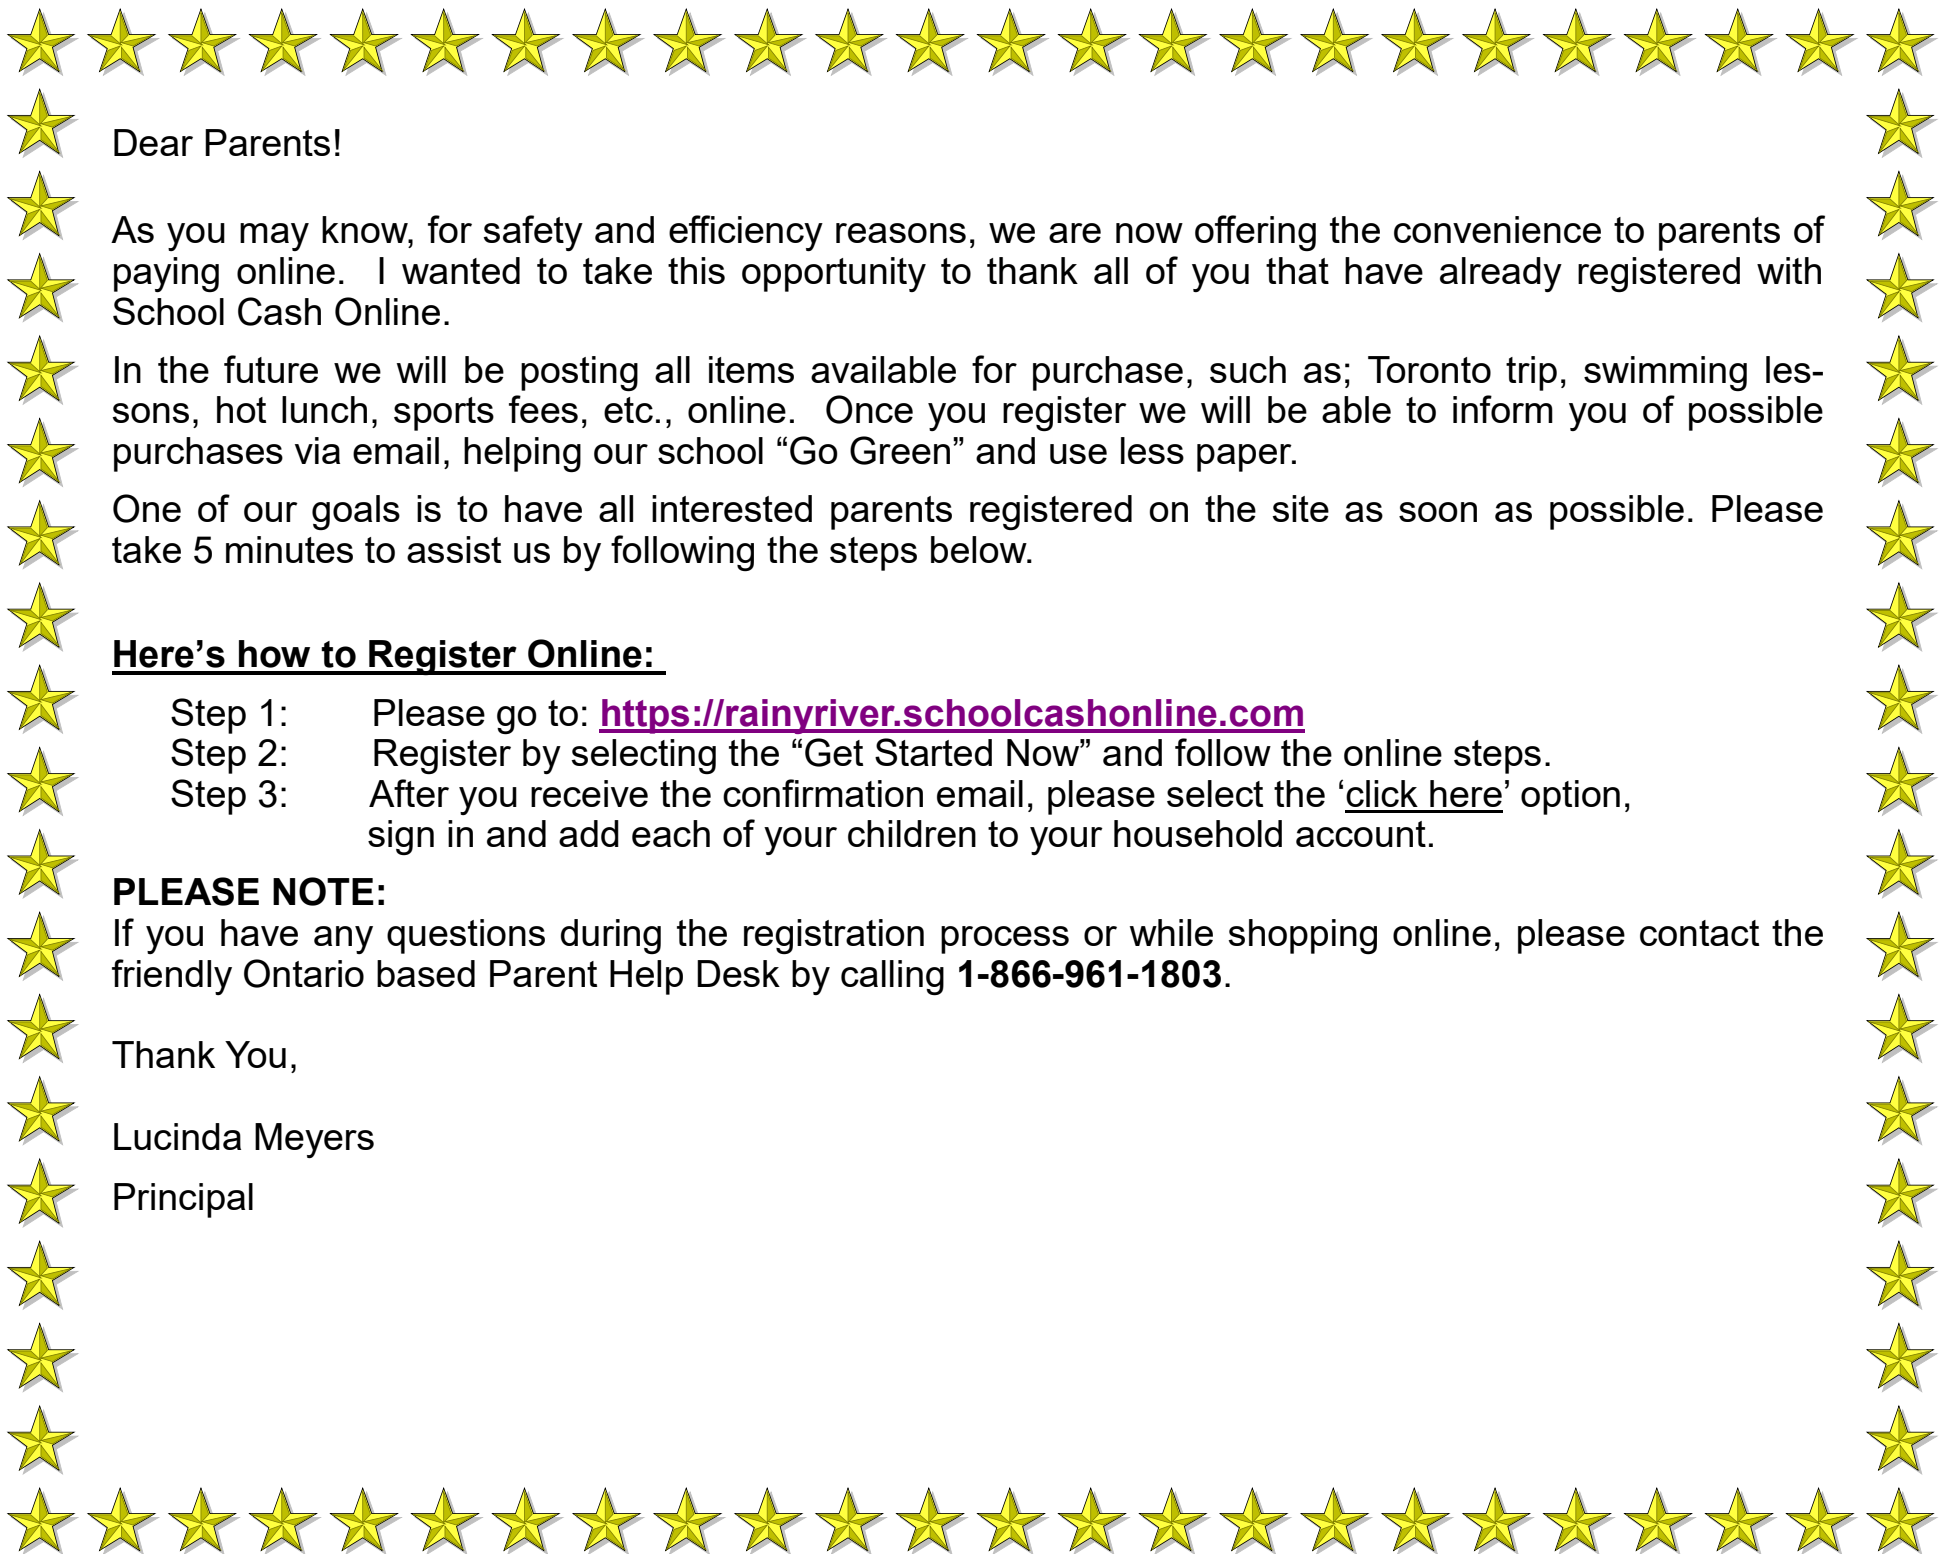 Dear Parents!
As you may know, for safety and efficiency reasons, we are now offering the convenience to parents of
paying online.  I wanted to take this opportunity to thank all of you that have already registered with
School Cash Online.
In the future we will be posting all items available for purchase, such as; Toronto trip, swimming les-
sons, hot lunch, sports fees, etc., online.  Once you register we will be able to inform you of possible
purchases via email, helping our school “Go Green” and use less paper.
One of our goals is to have all interested parents registered on the site as soon as possible. Please
take 5 minutes to assist us by following the steps below.
Here’s how to Register Online:
Step 1: Please go to: https://rainyriver.schoolcashonline.com
Step 2: Register by selecting the “Get Started Now” and follow the online steps.
Step 3: After you receive the confirmation email, please select the ‘click here’ option,
sign in and add each of your children to your household account.
PLEASE NOTE:
If you have any questions during the registration process or while shopping online, please contact the
friendly Ontario based Parent Help Desk by calling 1-866-961-1803.
Thank You,
Lucinda Meyers
Principal